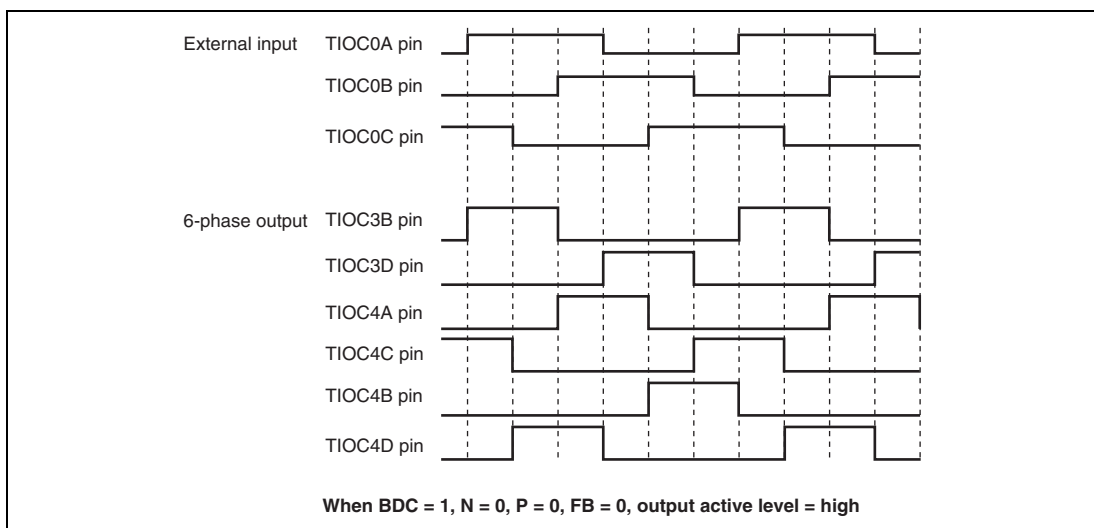 External input TIOC0A pin
TIOC0B pin
TIOC0C pin
6-phase output TIOC3B pin
TIOC3D pin
TIOC4A pin
TIOC4C pin
TIOC4B pin
TIOC4D pin
When BDC = 1, N = 0, P = 0, FB = 0, output active level = high